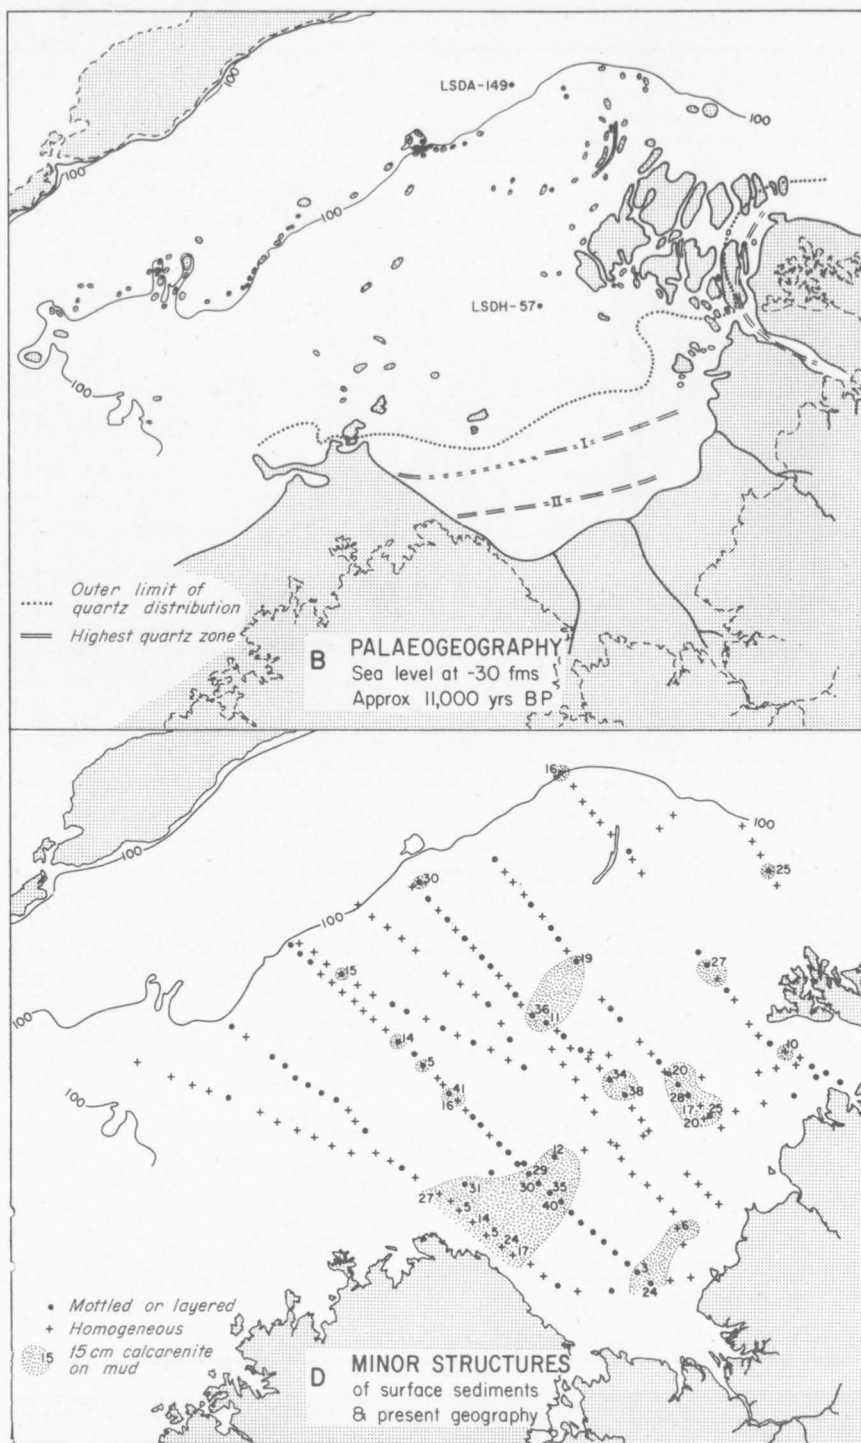 LSDA-149
100
100
100
100
100
LSDH-57
I
II
100
Outer limit of
quartz distribution
Highest quartz zone
B PALAEOGEOGRAPHY
Sea level at -30 fms
Approx 11,000 yrs BP
16
100
100
25
30
100
19
27
15
36
11
100
14
10
5
34
20
41
38
28
16
17
25
20
12
29
31
30
35
27
40
5
6
14
5
24
17
3
24
Mottled or layered
Homogeneous
15 15 cm calcarenite
on mud
D MINOR STRUCTURES
of surface sediments
& present geography
100